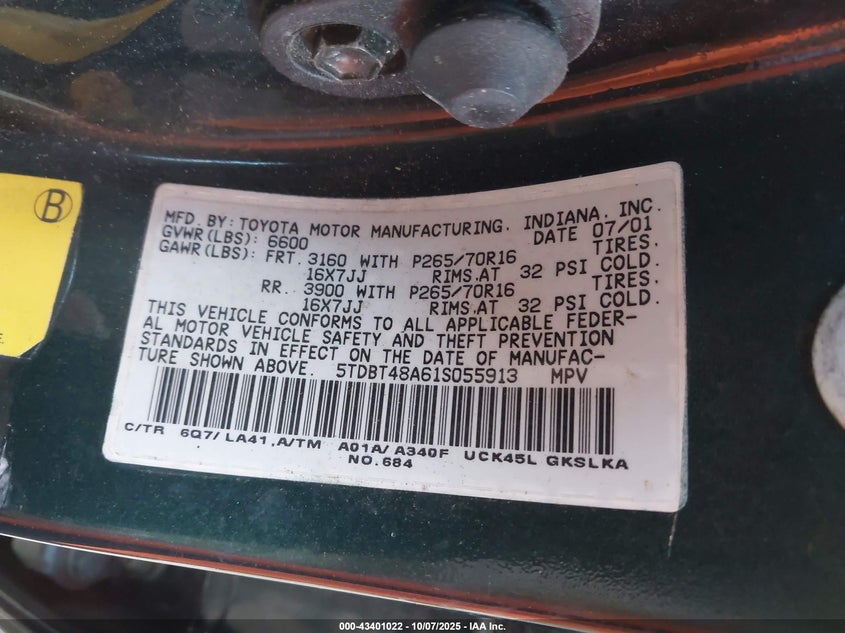 B
MFD. BY: TOYOTA MOTOR MANUFACTURING, INDIANA, INC.
GVWR(LBS): 6600 DATE 07/01
GAWR(LBS): FRT. 3160 WITH P265/70R16 TIRES,
16X7JJ RIMS,AT 32 PSI COLD.
RR. 3900 WITH P265/70R16 TIRES,
16X7JJ RIMS,AT 32 PSI COLD.
THIS VEHICLE CONFORMS TO ALL APPLICABLE FEDER-
AL MOTOR VEHICLE SAFETY AND THEFT PREVENTION
STANDARDS IN EFFECT ON THE DATE OF MANUFAC-
TURE SHOWN ABOVE. 5TDBT48A61S055913 MPV
C/TR 6Q7/LA41,A/TM A01A/A340F UCK45L GKSLKA
NO.684
000-43401022 - 10/07/2025 - IAA Inc.